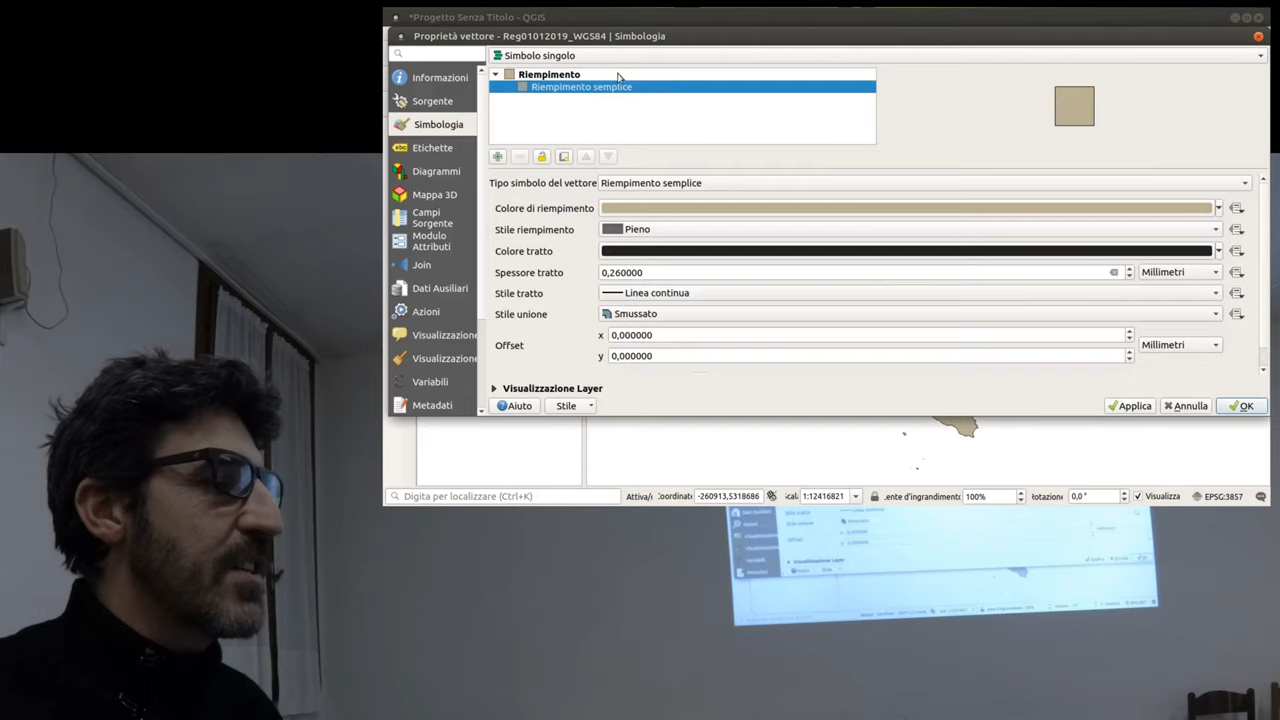 *Progetto Senza Titolo - QGIS
Proprietà vettore - Reg01012019_WGS84 | Simbologia
Simbolo singolo
Informazioni
Sorgente
Simbologia
Etichette
Diagrammi
Mappa 3D
Campi
Sorgente
Modulo
Attributi
Join
Dati Ausiliari
Azioni
Visualizzazione
Visualizzazione
Variabili
Metadati
Riempimento
Riempimento semplice
Tipo simbolo del vettore Riempimento semplice
Colore di riempimento
Stile riempimento Pieno
Colore tratto
Spessore tratto 0,260000 Millimetri
Stile tratto Linea continua
Stile unione Smussato
Offset x 0,000000 Millimetri
y 0,000000
Visualizzazione Layer
Aiuto Stile Applica Annulla OK
Digita per localizzare (Ctrl+K) Attiva/ -260913,5318686 1:12416821 .ente d'ingrandimento 100% 0,0 ° Visualizza EPSG:3857